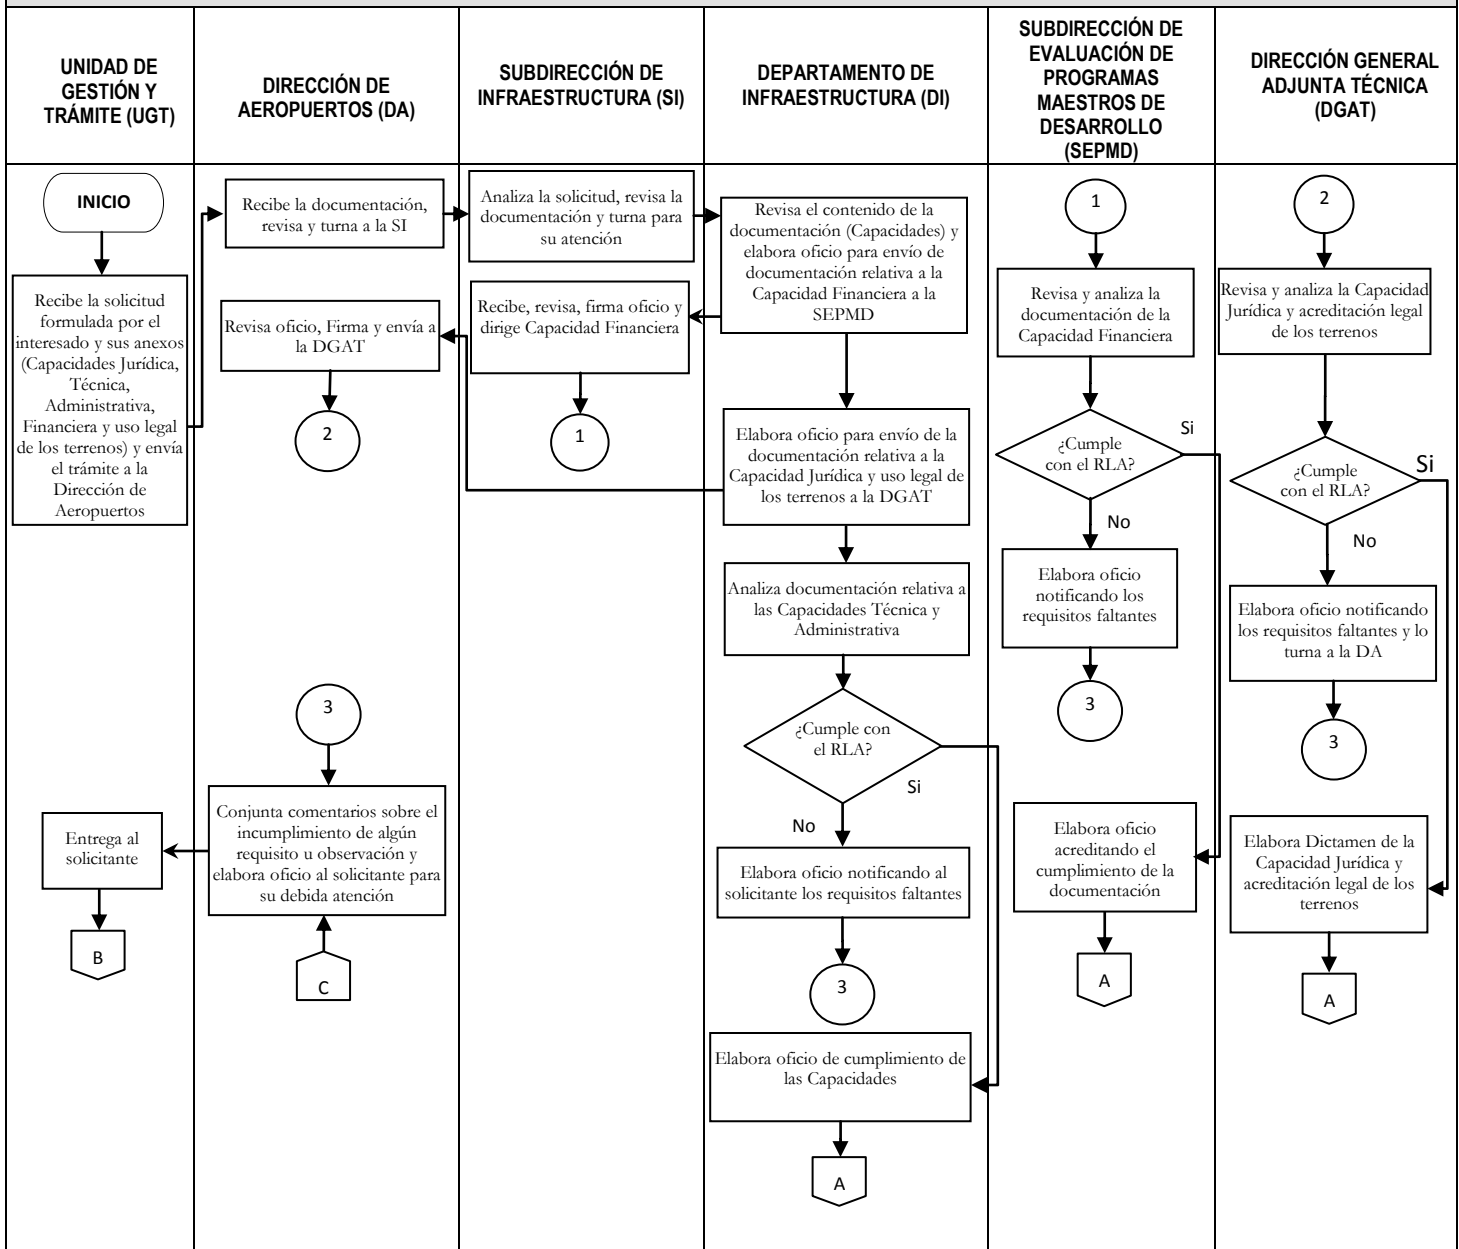 UNIDAD DE
GESTIÓN Y
TRÁMITE (UGT)
DIRECCIÓN DE
AEROPUERTOS (DA)
SUBDIRECCIÓN DE
INFRAESTRUCTURA (SI)
DEPARTAMENTO DE
INFRAESTRUCTURA (DI)
SUBDIRECCIÓN DE
EVALUACIÓN DE
PROGRAMAS
MAESTROS DE
DESARROLLO
(SEPMD)
DIRECCIÓN GENERAL
ADJUNTA TÉCNICA
(DGAT)
INICIO
Recibe la solicitud
formulada por el
interesado y sus anexos
(Capacidades Jurídica,
Técnica,
Administrativa,
Financiera y uso legal
de los terrenos) y envía
el trámite a la
Dirección de
Aeropuertos
Entrega al
solicitante
B
Recibe la documentación,
revisa y turna a la SI
Revisa oficio, Firma y envía a
la DGAT
2
3
Conjunta comentarios sobre el
incumplimiento de algún
requisito u observación y
elabora oficio al solicitante para
su debida atención
C
Analiza la solicitud, revisa la
documentación y turna para
su atención
Recibe, revisa, firma oficio y
dirige Capacidad Financiera
1
Revisa el contenido de la
documentación (Capacidades) y
elabora oficio para envío de
documentación relativa a la
Capacidad Financiera a la
SEPMD
Elabora oficio para envío de la
documentación relativa a la
Capacidad Jurídica y uso legal de
los terrenos a la DGAT
Analiza documentación relativa a
las Capacidades Técnica y
Administrativa
¿Cumple con
el RLA?
Si
No
Elabora oficio notificando al
solicitante los requisitos faltantes
3
Elabora oficio de cumplimiento de
las Capacidades
A
1
Revisa y analiza la
documentación de la
Capacidad Financiera
¿Cumple
con el RLA?
Si
No
Elabora oficio
notificando los
requisitos faltantes
3
Elabora oficio
acreditando el
cumplimiento de la
documentación
A
2
Revisa y analiza la Capacidad
Jurídica y acreditación legal
de los terrenos
¿Cumple
con el RLA?
Si
No
Elabora oficio notificando
los requisitos faltantes y lo
turna a la DA
3
Elabora Dictamen de la
Capacidad Jurídica y
acreditación legal de los
terrenos
A